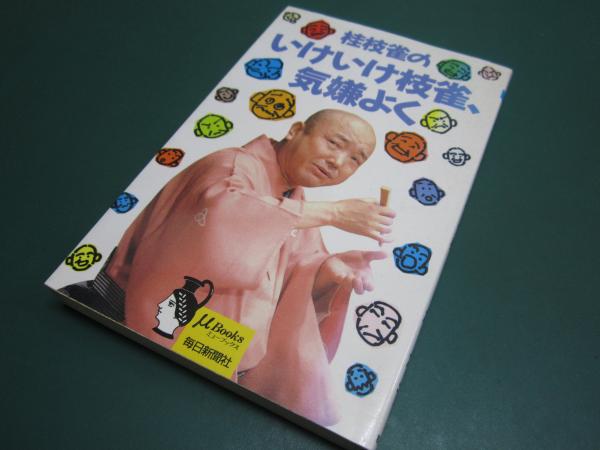 桂枝雀の
いけいけ枝雀、
気嫌よく
μBooks
ミューブックス
毎日新聞社